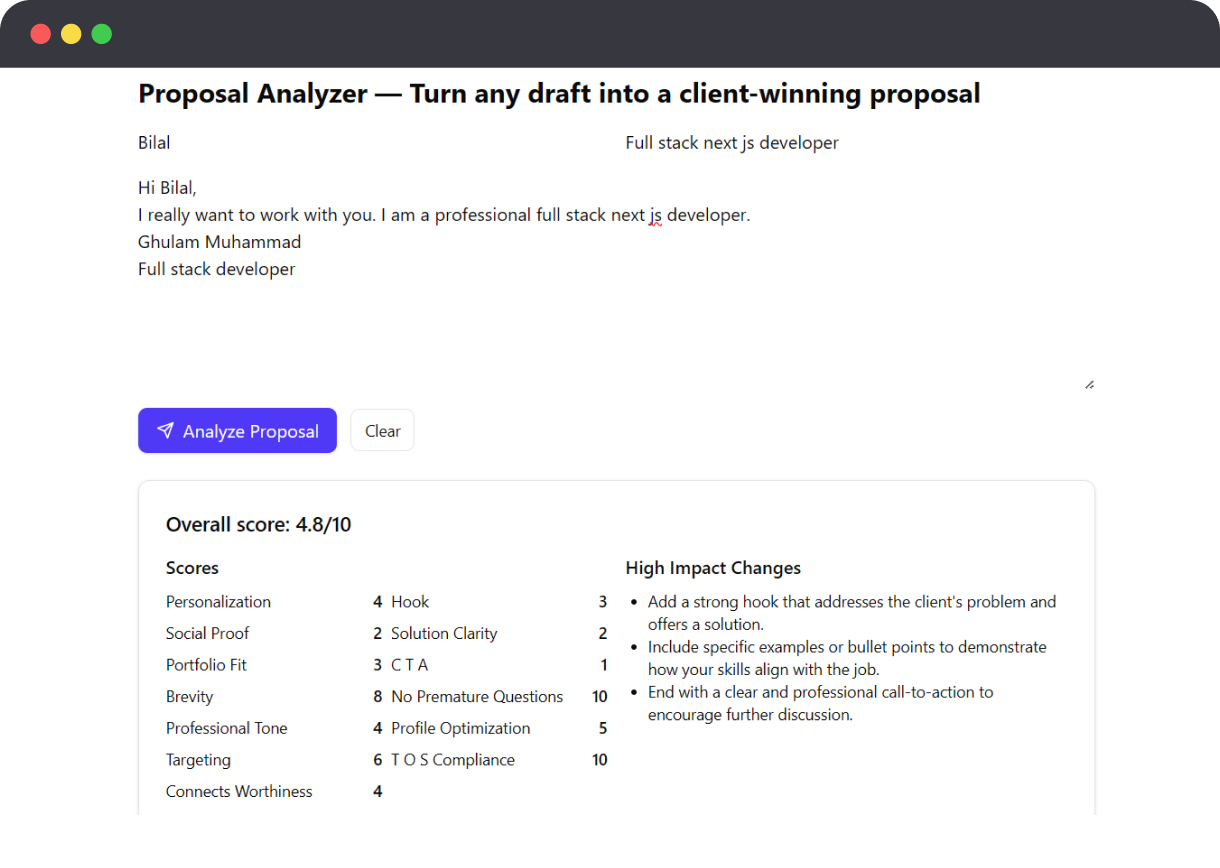 Proposal Analyzer — Turn any draft into a client-winning proposal
Bilal
Full stack next js developer
Hi Bilal,
I really want to work with you. I am a professional full stack next js developer.
Ghulam Muhammad
Full stack developer
Analyze Proposal
Clear
Overall score: 4.8/10
Scores
Personalization 4 Hook 3
Social Proof 2 Solution Clarity 2
Portfolio Fit 3 C T A 1
Brevity 8 No Premature Questions 10
Professional Tone 4 Profile Optimization 5
Targeting 6 T O S Compliance 10
Connects Worthiness 4
High Impact Changes
• Add a strong hook that addresses the client's problem and
offers a solution.
• Include specific examples or bullet points to demonstrate
how your skills align with the job.
• End with a clear and professional call-to-action to
encourage further discussion.